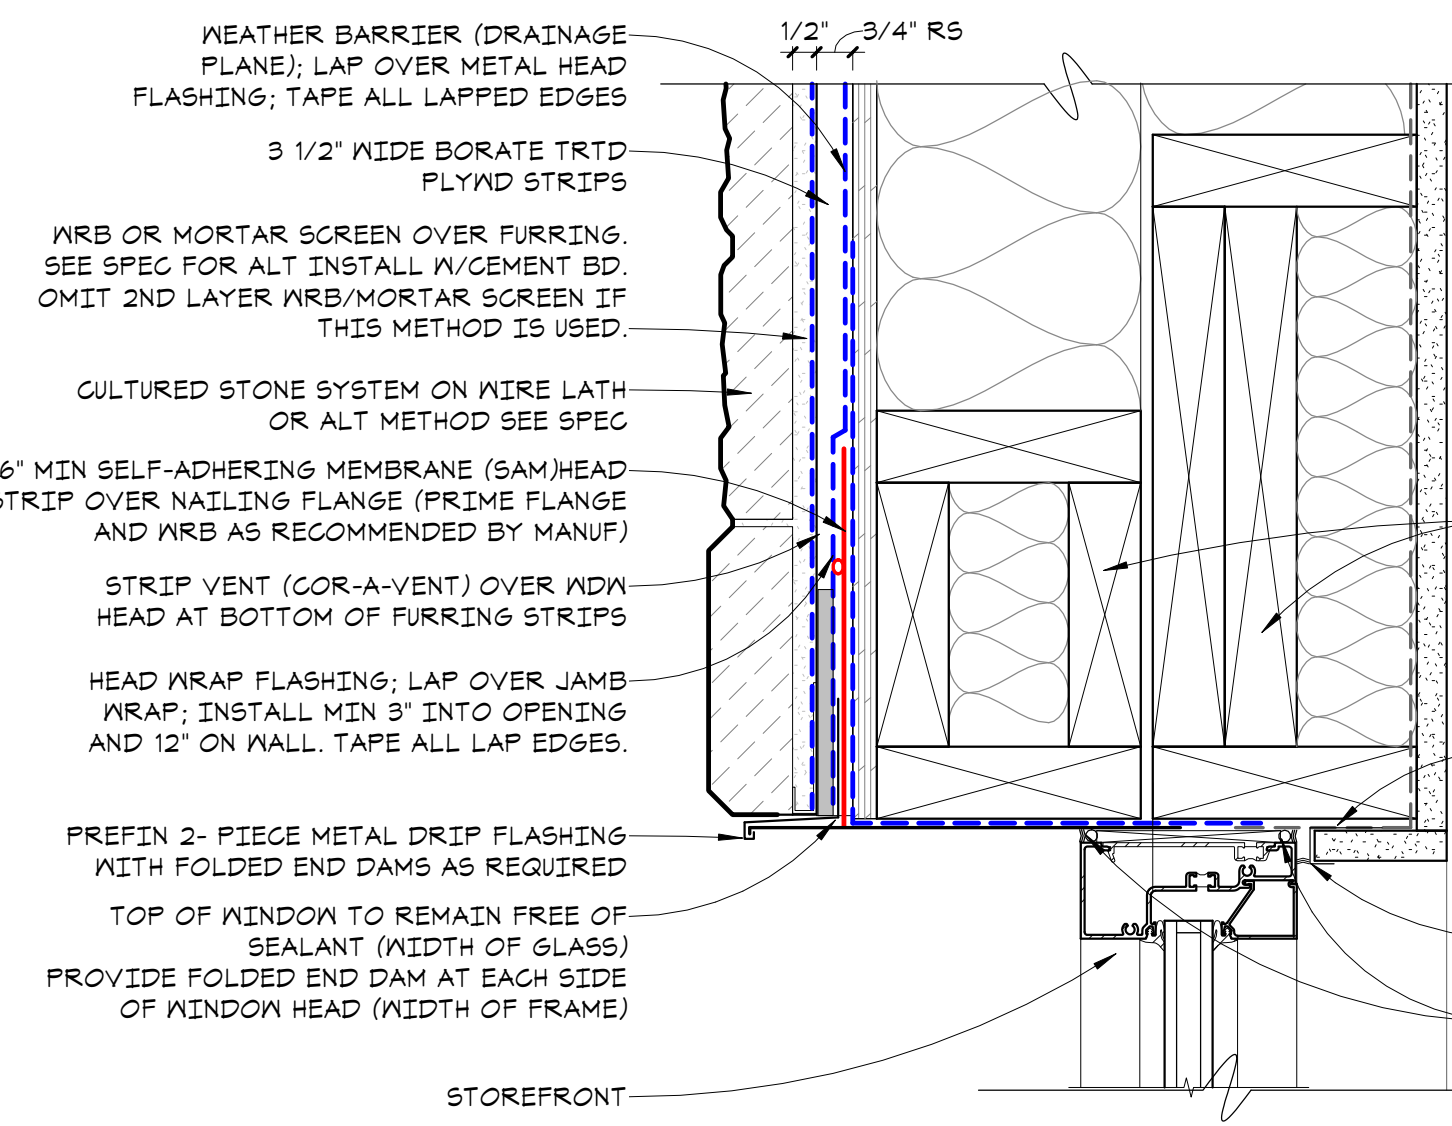 1/2" 3/4" RS
WEATHER BARRIER (DRAINAGE
PLANE); LAP OVER METAL HEAD
FLASHING; TAPE ALL LAPPED EDGES
3 1/2" WIDE BORATE TRTD
PLYWD STRIPS
WRB OR MORTAR SCREEN OVER FURRING.
SEE SPEC FOR ALT INSTALL W/CEMENT BD.
OMIT 2ND LAYER WRB/MORTAR SCREEN IF
THIS METHOD IS USED.
CULTURED STONE SYSTEM ON WIRE LATH
OR ALT METHOD SEE SPEC
6" MIN SELF-ADHERING MEMBRANE (SAM)HEAD
STRIP OVER NAILING FLANGE (PRIME FLANGE
AND WRB AS RECOMMENDED BY MANUF)
STRIP VENT (COR-A-VENT) OVER WDW
HEAD AT BOTTOM OF FURRING STRIPS
HEAD WRAP FLASHING; LAP OVER JAMB
WRAP; INSTALL MIN 3" INTO OPENING
AND 12" ON WALL. TAPE ALL LAP EDGES.
PREFIN 2- PIECE METAL DRIP FLASHING
WITH FOLDED END DAMS AS REQUIRED
TOP OF WINDOW TO REMAIN FREE OF
SEALANT (WIDTH OF GLASS)
PROVIDE FOLDED END DAM AT EACH SIDE
OF WINDOW HEAD (WIDTH OF FRAME)
STOREFRONT